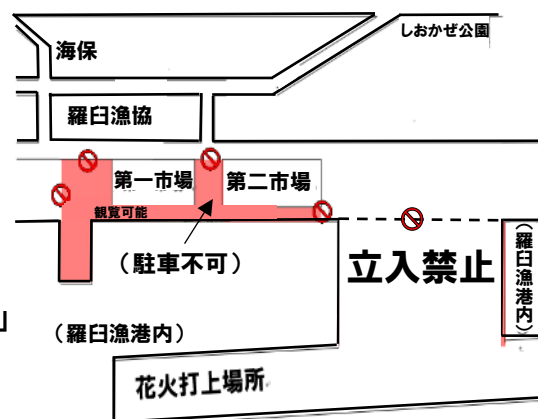 しおかぜ公園
海保
羅臼漁協
第一市場
第二市場
観覧可能
（駐車不可）
立入禁止
（羅臼漁港内）
」
（羅臼漁港内）
花火打上場所